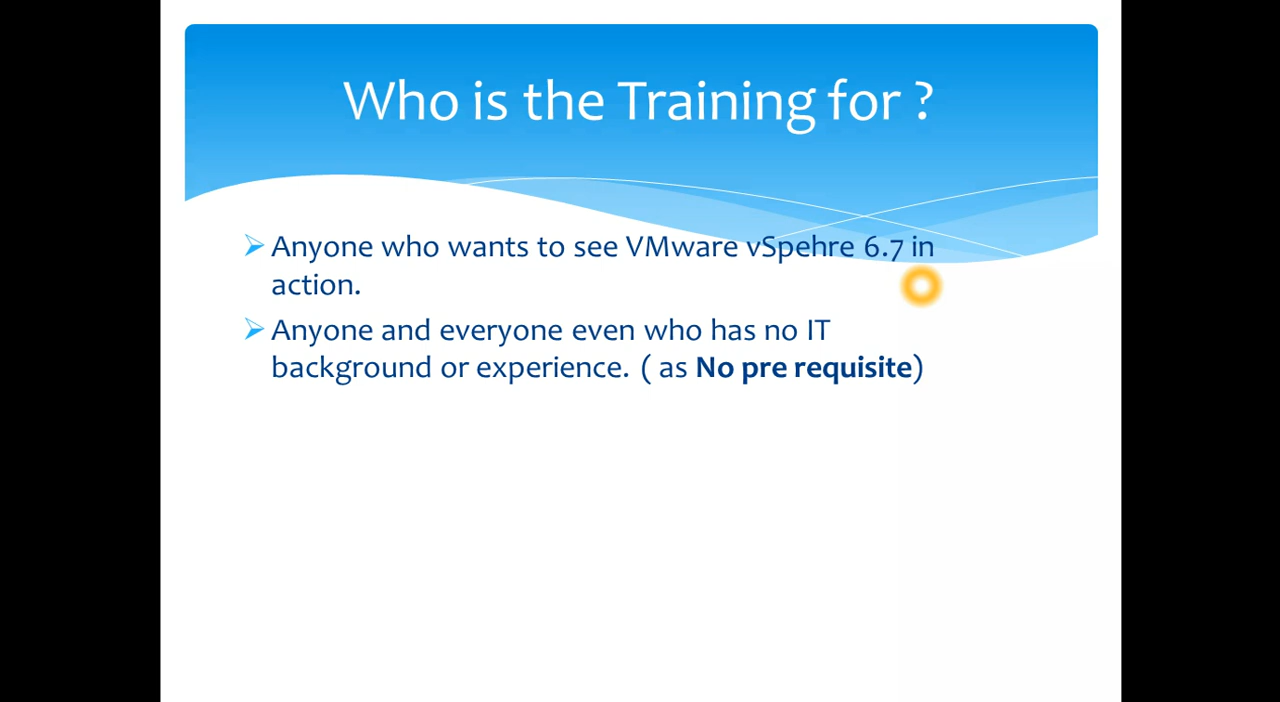 Who is the Training for ?
Anyone who wants to see VMware vSpehre 6.7 in
action.
Anyone and everyone even who has no IT
background or experience. ( as No pre requisite)